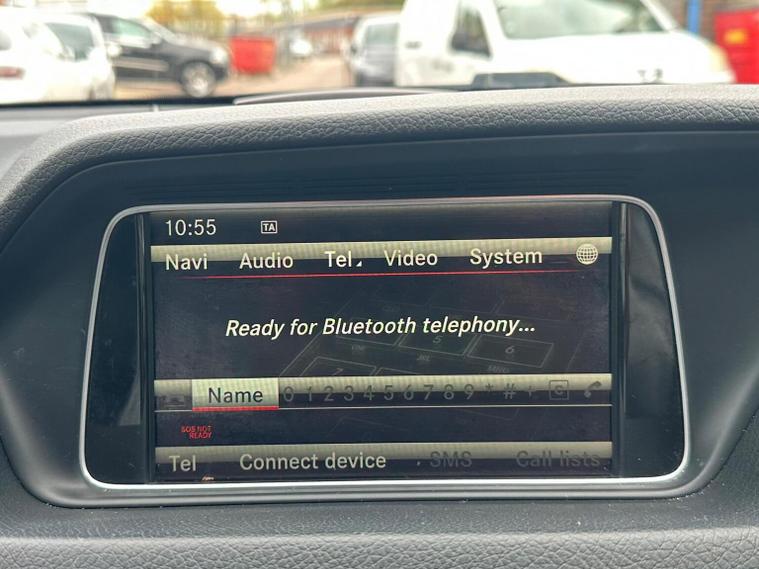 10:55 TA
Navi Audio Tel Video System
Ready for Bluetooth telephony...
Name 0 1 2 3 4 5 6 7 8 9 * # +
SOS NOT
READY
Tel Connect device SMS Call lists